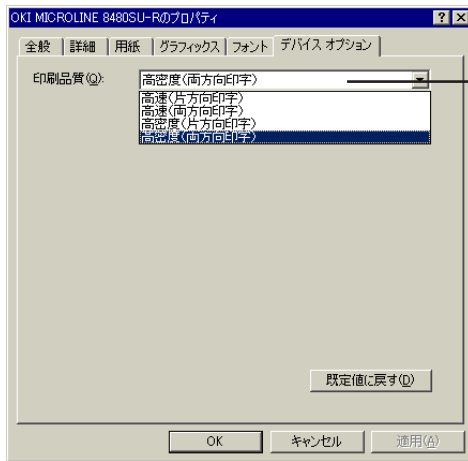 OKI MICROLINE 8480SU-Rのプロパティ
全般 詳細 用紙 グラフィックス フォント デバイス オプション
印刷品質(Q): 高密度(両方向印字)
高速(片方向印字)
高速(両方向印字)
高密度(片方向印字)
高密度(両方向印字)
既定値に戻す(D)
OK キャンセル 適用(A)